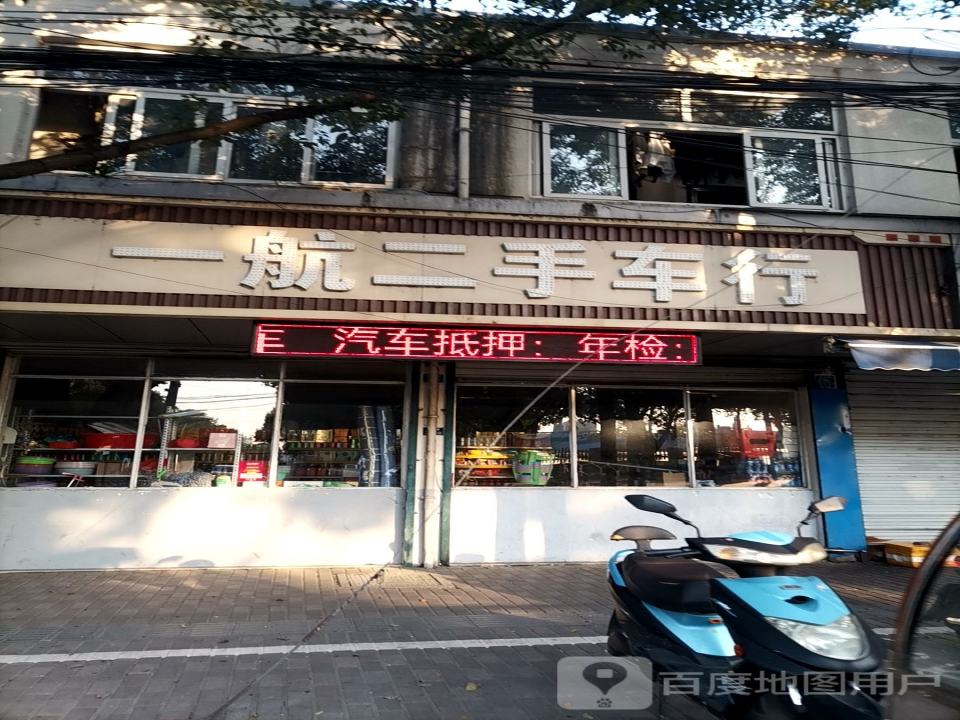 一航二手车行
汽车抵押：年检：
百度地图用户